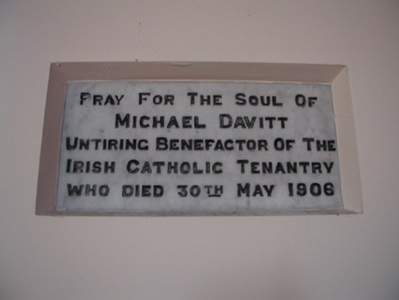 Pray For The Soul Of
Michael Davitt
Untiring Benefactor Of The
Irish Catholic Tenantry
who died 30th May 1906